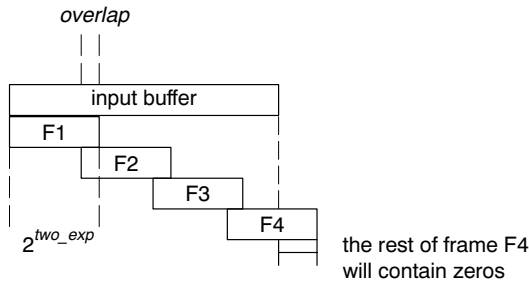 overlap
input buffer
F1
F2
F3
F4
2^two_exp
the rest of frame F4
will contain zeros